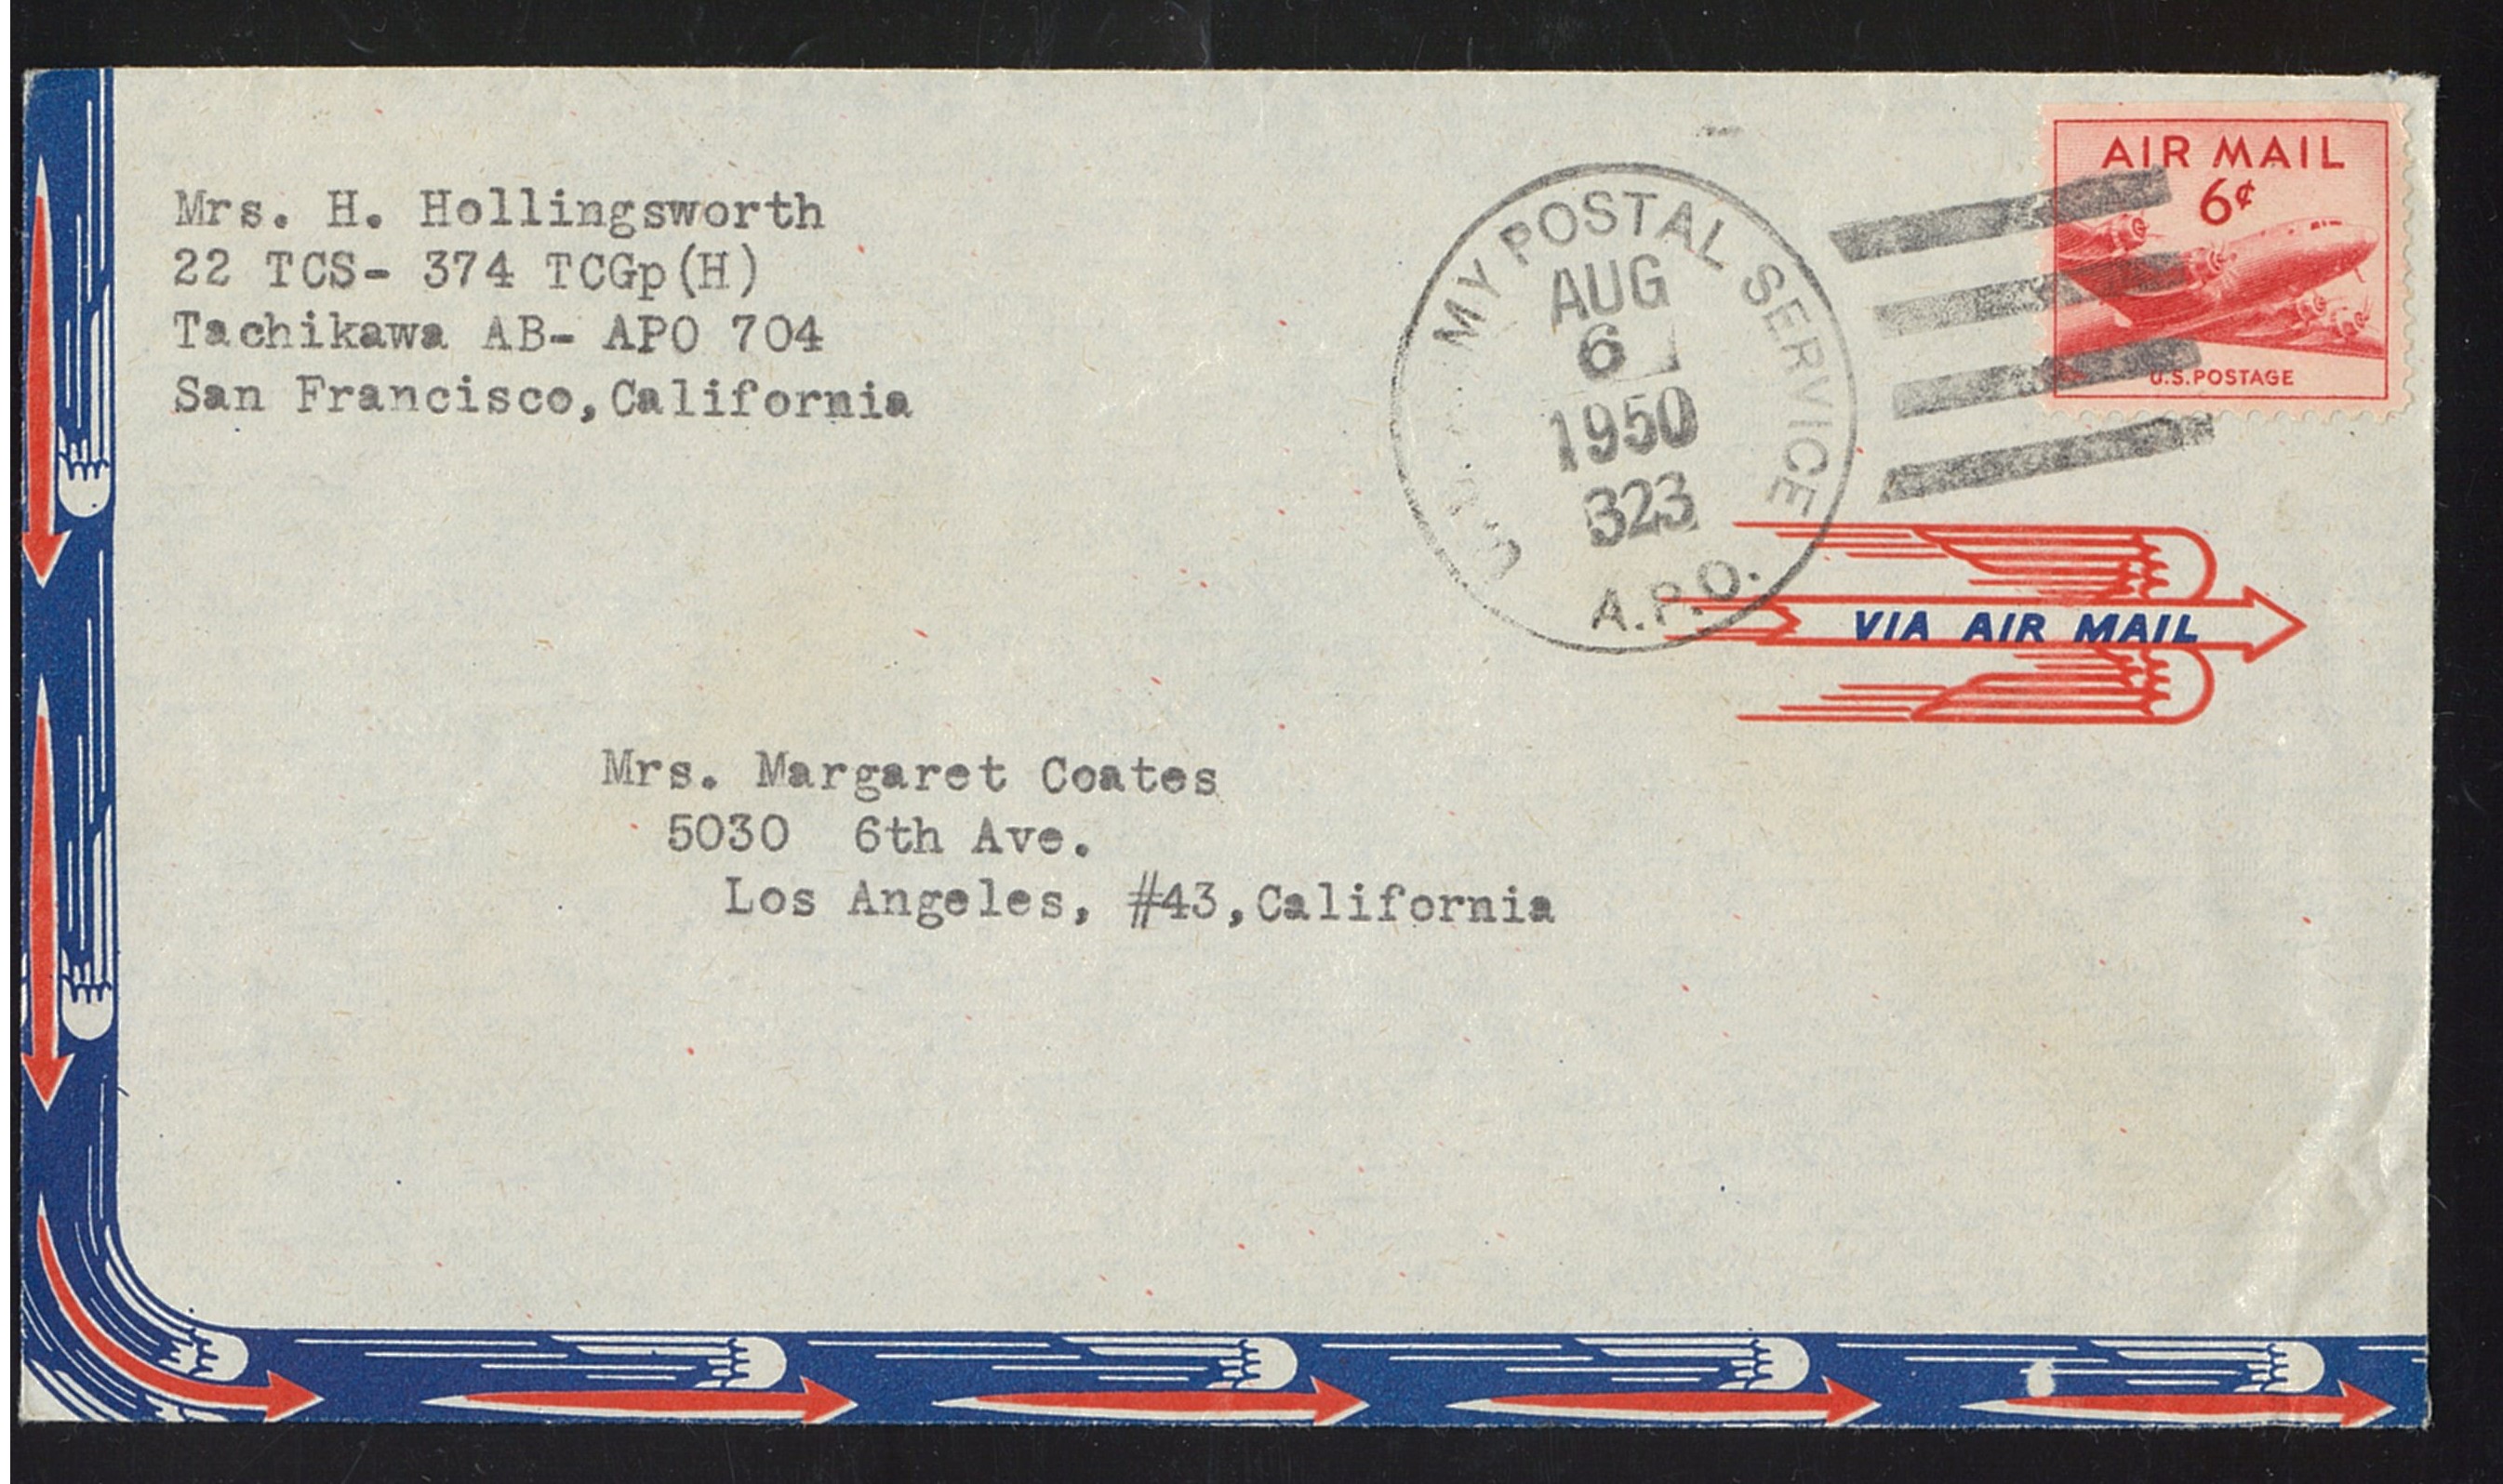 Mrs. H. Hollingsworth
22 TCS- 374 TCGp(H)
Tachikawa AB- APO 704
San Francisco,California
MY POSTAL SERVICE
AUG
6
1950
323
A.P.O.
AIR MAIL
6¢
U.S.POSTAGE
VIA AIR MAIL
Mrs. Margaret Coates
5030 6th Ave.
Los Angeles, #43,California